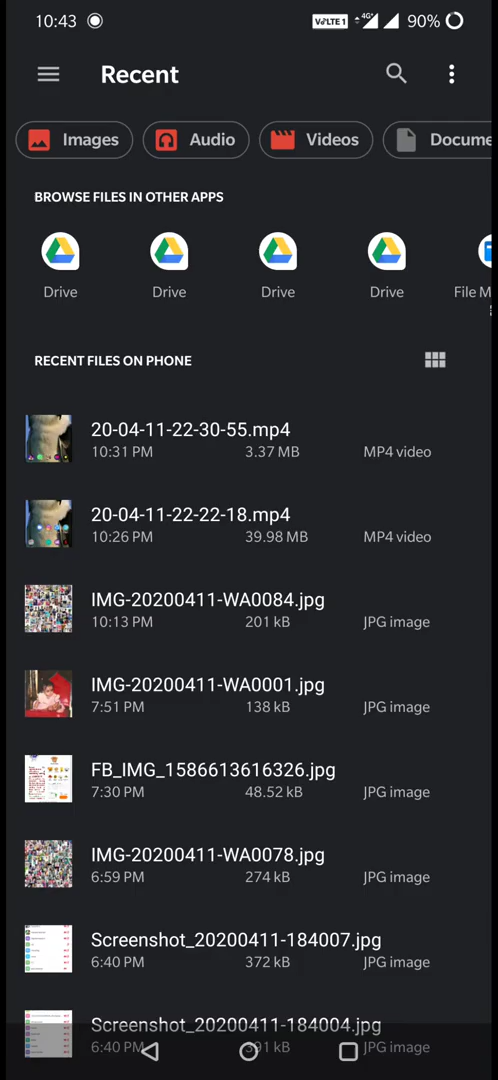 10:43 VoLTE 1 4G+ 90%
Recent
Images Audio Videos Docume
BROWSE FILES IN OTHER APPS
Drive Drive Drive Drive File M
RECENT FILES ON PHONE
20-04-11-22-30-55.mp4
10:31 PM 3.37 MB MP4 video
20-04-11-22-22-18.mp4
10:26 PM 39.98 MB MP4 video
IMG-20200411-WA0084.jpg
10:13 PM 201 kB JPG image
IMG-20200411-WA0001.jpg
7:51 PM 138 kB JPG image
FB_IMG_1586613616326.jpg
7:30 PM 48.52 kB JPG image
IMG-20200411-WA0078.jpg
6:59 PM 274 kB JPG image
Screenshot_20200411-184007.jpg
6:40 PM 372 kB JPG image
Screenshot_20200411-184004.jpg
6:40 PM 391 kB JPG image